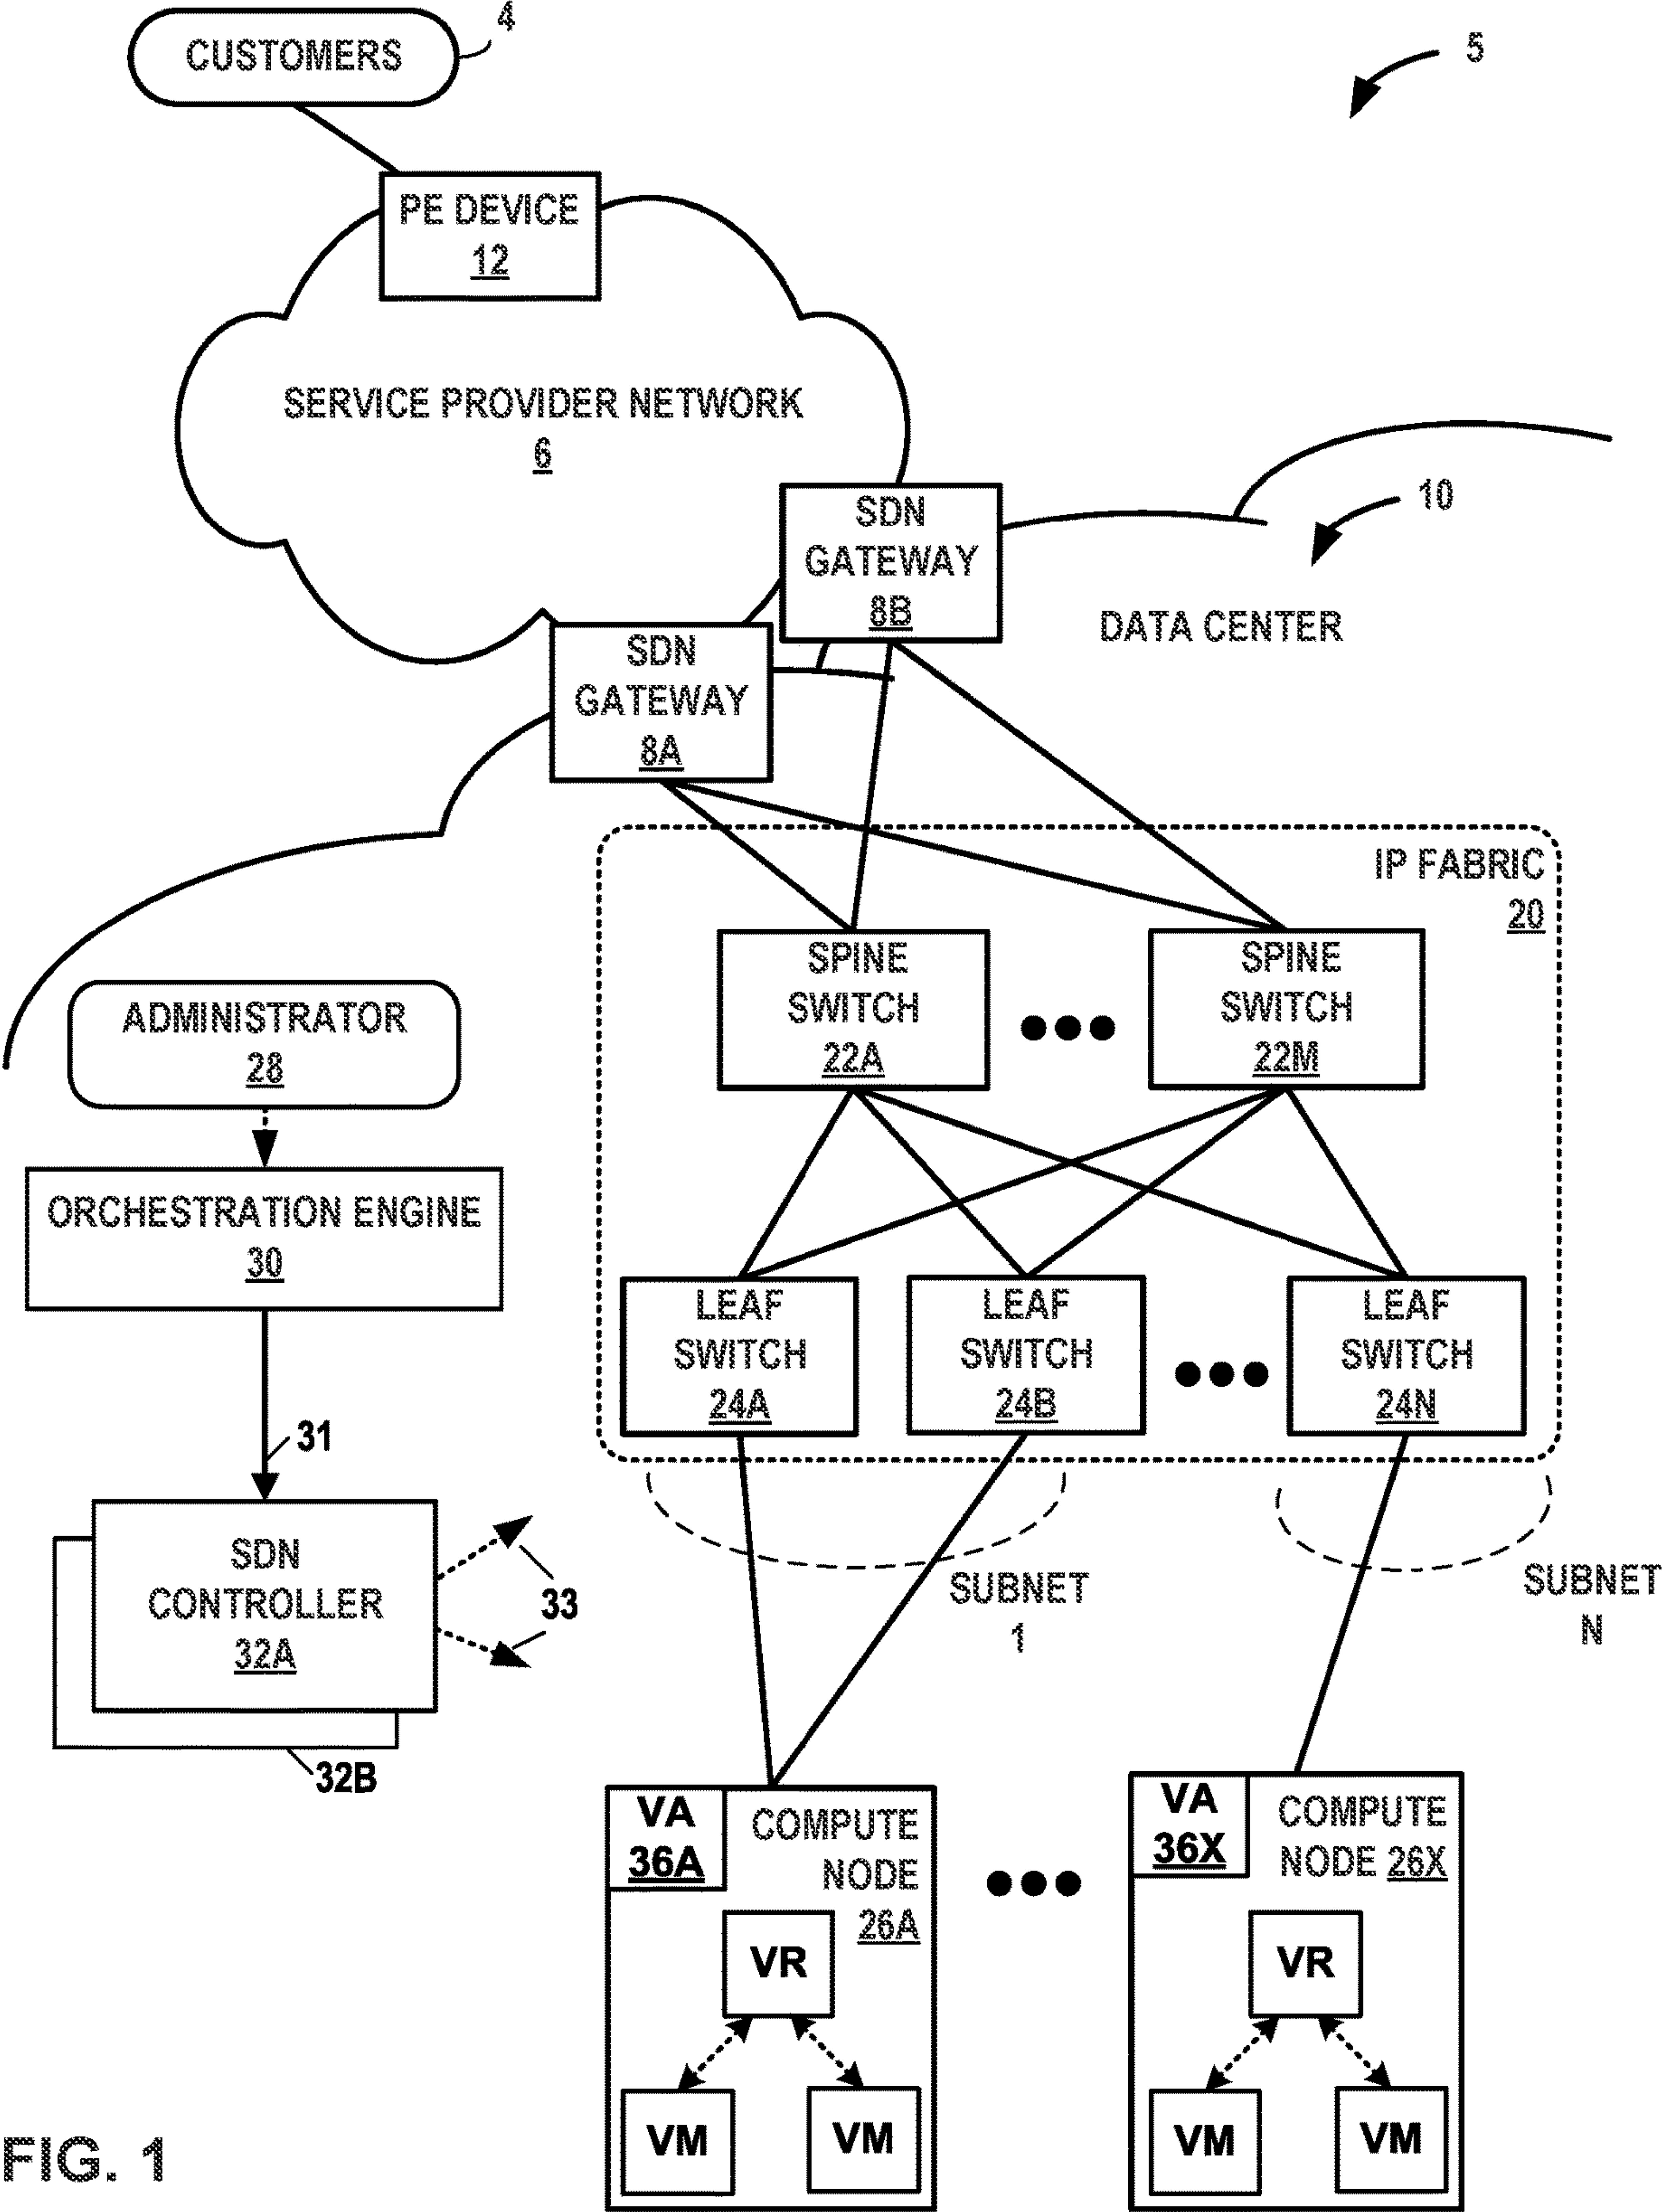 CUSTOMERS
4
5
PE DEVICE
12
SERVICE PROVIDER NETWORK
6
SDN
GATEWAY
8B
10
DATA CENTER
SDN
GATEWAY
8A
IP FABRIC
20
SPINE
SWITCH
22A
SPINE
SWITCH
22M
ADMINISTRATOR
28
ORCHESTRATION ENGINE
30
LEAF
SWITCH
24A
LEAF
SWITCH
24B
LEAF
SWITCH
24N
31
SDN
CONTROLLER
32A
33
32B
SUBNET
1
SUBNET
N
VA
36A
COMPUTE
NODE
26A
VR
VM
VM
VA
36X
COMPUTE
NODE 26X
VR
VM
VM
FIG. 1